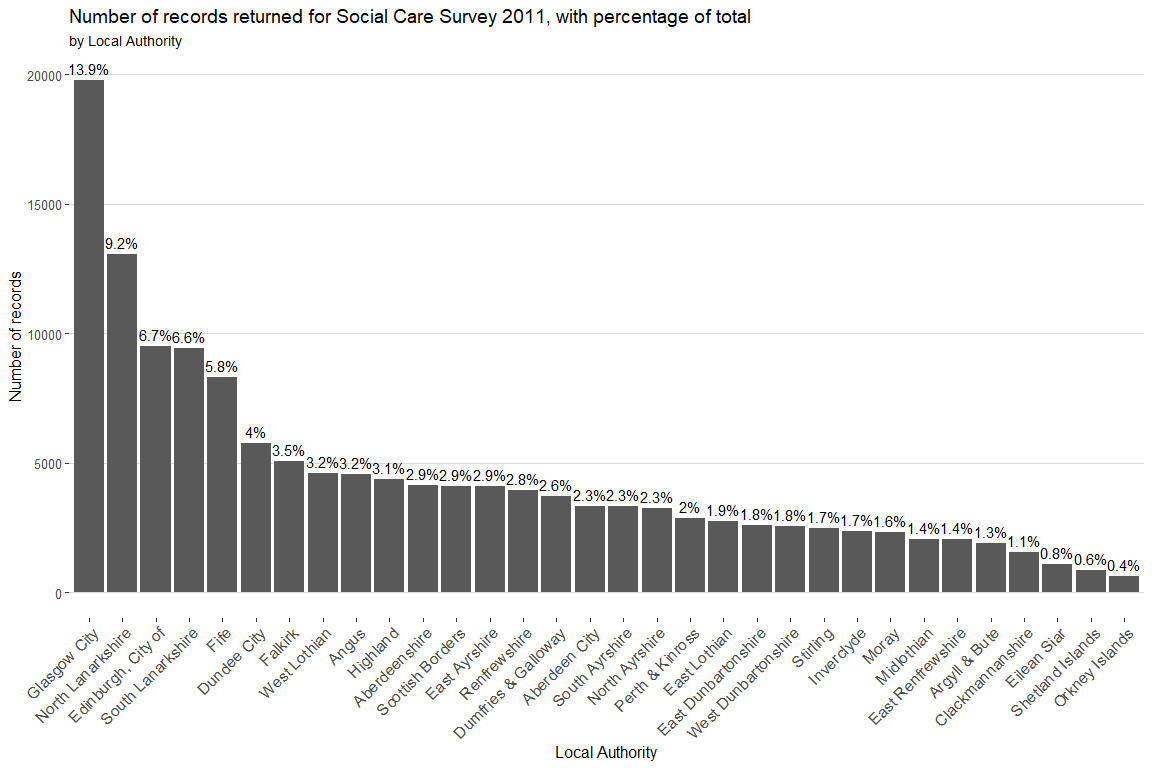 Number of records returned for Social Care Survey 2011, with percentage of total
by Local Authority
Number of records
20000
15000
10000
5000
0
13.9%
9.2%
6.7%
6.6%
5.8%
4%
3.5%
3.2%
3.2%
3.1%
2.9%
2.9%
2.9%
2.8%
2.6%
2.3%
2.3%
2.3%
2%
1.9%
1.8%
1.8%
1.7%
1.7%
1.6%
1.4%
1.4%
1.3%
1.1%
0.8%
0.6%
0.4%
Glasgow City
North Lanarkshire
Edinburgh, City of
South Lanarkshire
Fife
Dundee City
Falkirk
West Lothian
Angus
Highland
Aberdeenshire
Scottish Borders
East Ayrshire
Renfrewshire
Dumfries & Galloway
Aberdeen City
South Ayrshire
North Ayrshire
Perth & Kinross
East Lothian
East Dunbartonshire
West Dunbartonshire
Stirling
Inverclyde
Moray
Midlothian
East Renfrewshire
Argyll & Bute
Clackmannanshire
Eilean Siar
Shetland Islands
Orkney Islands
Local Authority